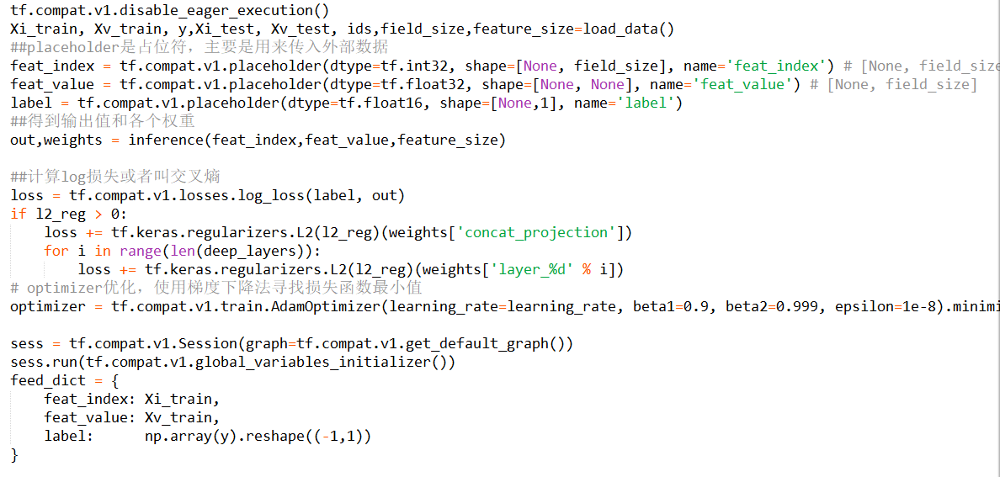 tf.compat.v1.disable_eager_execution()
Xi_train, Xv_train, y,Xi_test, Xv_test, ids,field_size,feature_size=load_data()
##placeholder是占位符，主要是用来传入外部数据
feat_index = tf.compat.v1.placeholder(dtype=tf.int32, shape=[None, field_size], name='feat_index') # [None, field_size
feat_value = tf.compat.v1.placeholder(dtype=tf.float32, shape=[None, None], name='feat_value') # [None, field_size]
label = tf.compat.v1.placeholder(dtype=tf.float16, shape=[None,1], name='label')
##得到输出值和各个权重
out,weights = inference(feat_index,feat_value,feature_size)
##计算log损失或者叫交叉熵
loss = tf.compat.v1.losses.log_loss(label, out)
if l2_reg > 0:
    loss += tf.keras.regularizers.L2(l2_reg)(weights['concat_projection'])
    for i in range(len(deep_layers)):
        loss += tf.keras.regularizers.L2(l2_reg)(weights['layer_%d' % i])
# optimizer优化，使用梯度下降法寻找损失函数最小值
optimizer = tf.compat.v1.train.AdamOptimizer(learning_rate=learning_rate, beta1=0.9, beta2=0.999, epsilon=1e-8).minimi
sess = tf.compat.v1.Session(graph=tf.compat.v1.get_default_graph())
sess.run(tf.compat.v1.global_variables_initializer())
feed_dict = {
    feat_index: Xi_train,
    feat_value: Xv_train,
    label:      np.array(y).reshape((-1,1))
}